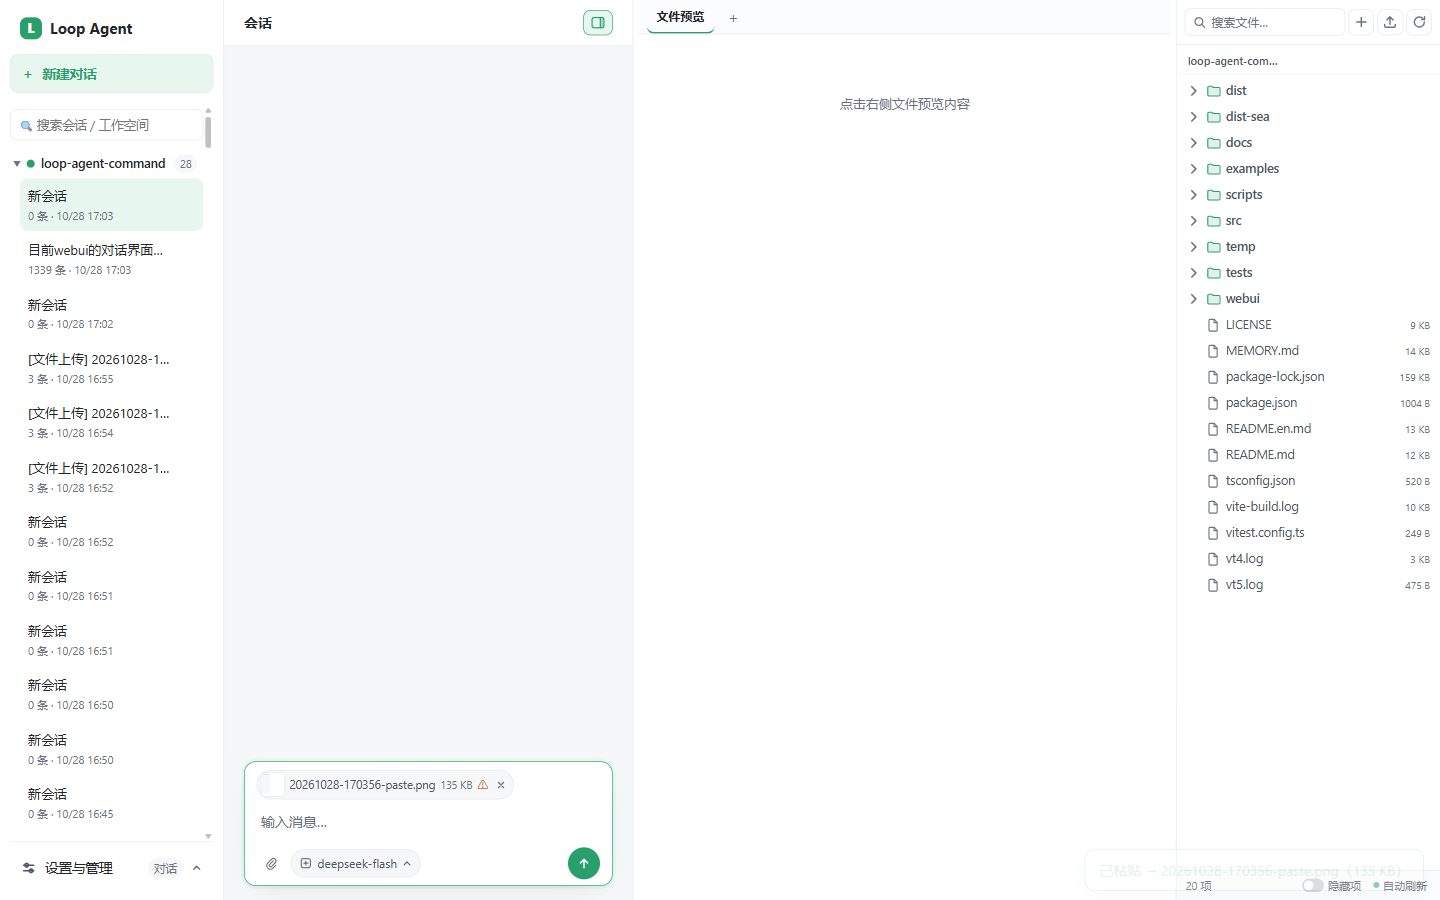 L Loop Agent
+ 新建对话
搜索会话 / 工作空间
loop-agent-command 28
新会话
0 条 · 10/28 17:03
目前webui的对话界面...
1339 条 · 10/28 17:03
新会话
0 条 · 10/28 17:02
[文件上传] 20261028-1...
3 条 · 10/28 16:55
[文件上传] 20261028-1...
3 条 · 10/28 16:54
[文件上传] 20261028-1...
3 条 · 10/28 16:52
新会话
0 条 · 10/28 16:52
新会话
0 条 · 10/28 16:51
新会话
0 条 · 10/28 16:51
新会话
0 条 · 10/28 16:50
新会话
0 条 · 10/28 16:50
新会话
0 条 · 10/28 16:45
设置与管理 对话
会话
20261028-170356-paste.png 135 KB
输入消息...
deepseek-flash
文件预览 +
点击右侧文件预览内容
搜索文件...
loop-agent-com...
dist
dist-sea
docs
examples
scripts
src
temp
tests
webui
LICENSE 9 KB
MEMORY.md 14 KB
package-lock.json 159 KB
package.json 1004 B
README.en.md 13 KB
README.md 12 KB
tsconfig.json 520 B
vite-build.log 10 KB
vitest.config.ts 249 B
vt4.log 3 KB
vt5.log 475 B
已粘贴 → 20261028-170356-paste.png (135 KB)
20 项 隐藏项 自动刷新